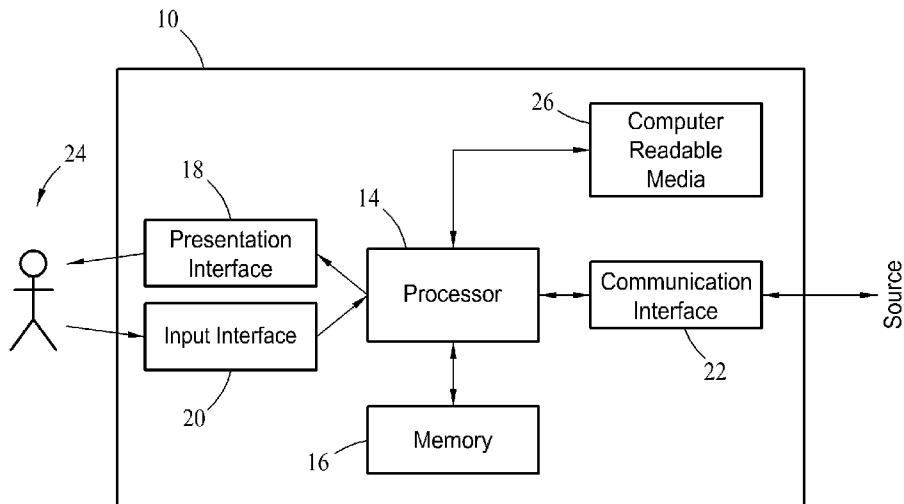 10
26
Computer
Readable
Media
24
18
14
Presentation
Interface
Processor
Communication
Interface
Source
Input Interface
22
20
Memory
16